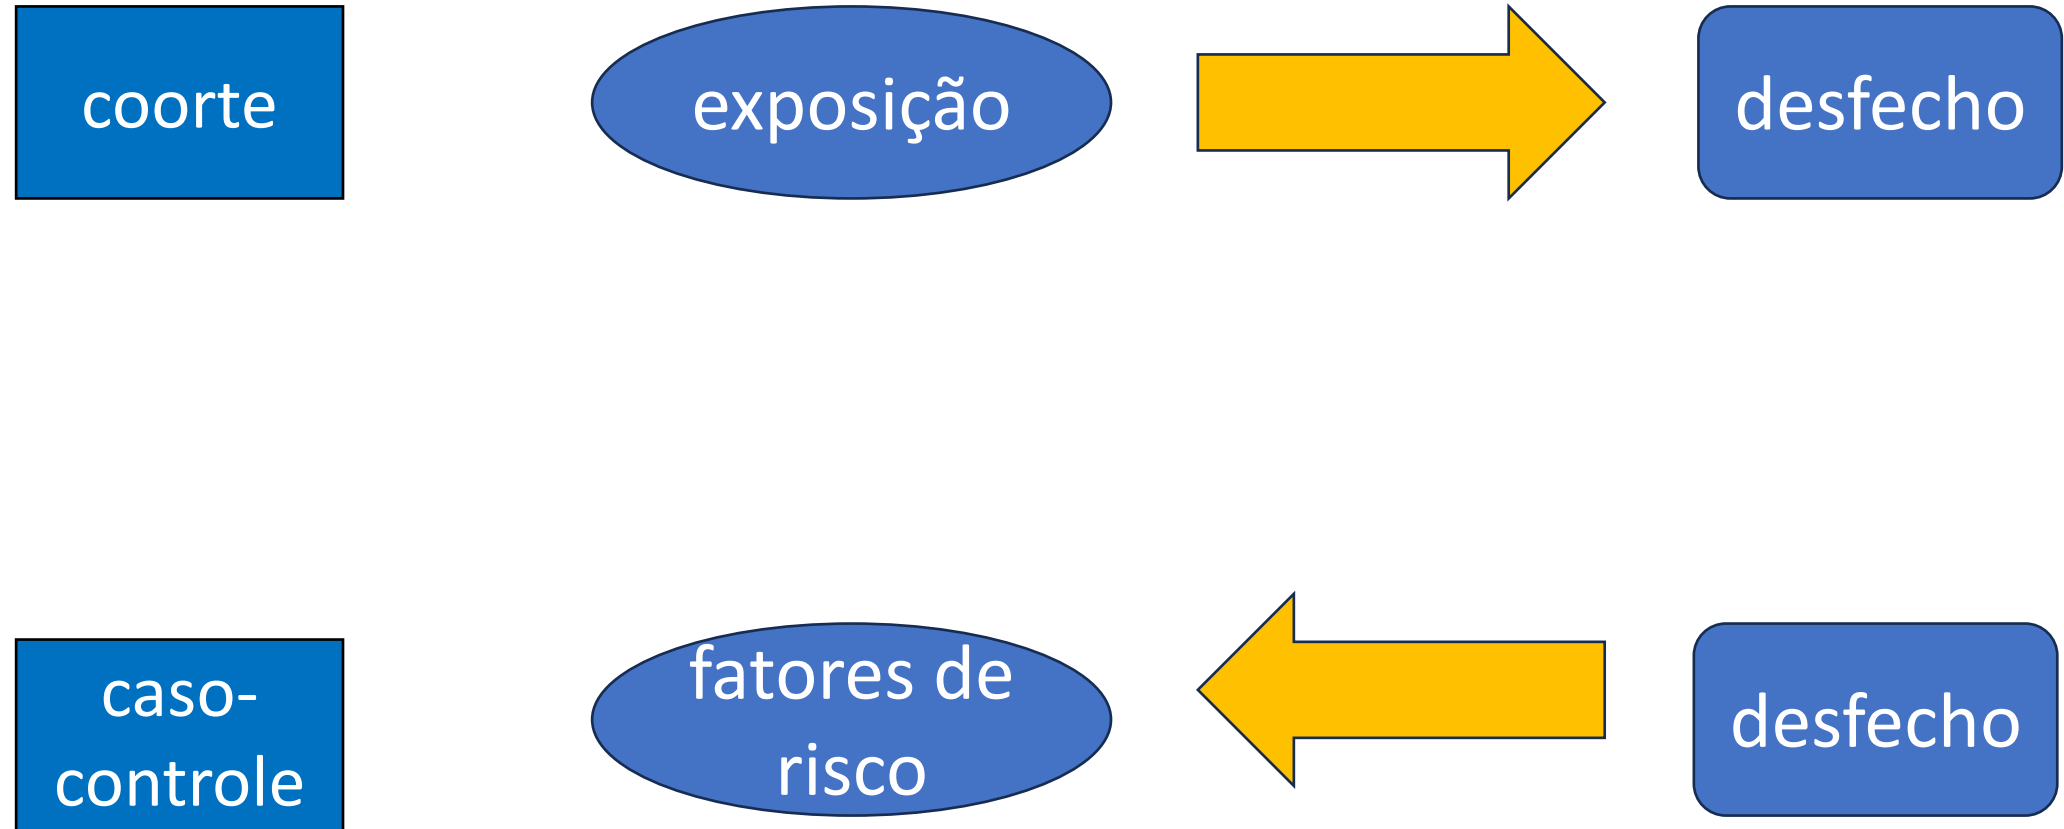 coorte
exposição
desfecho
caso-
controle
fatores de
risco
desfecho